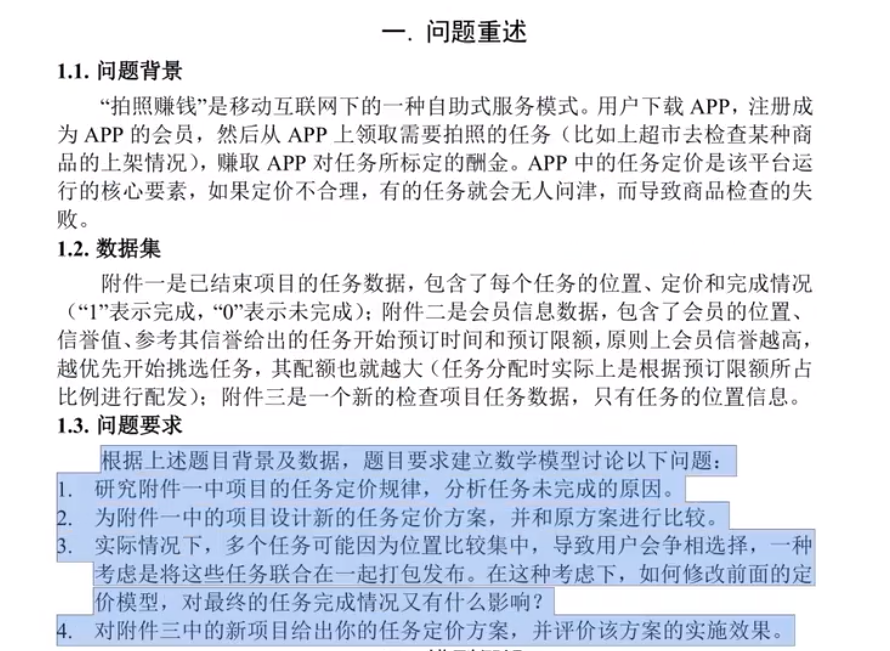 一. 问题重述
1.1. 问题背景
“拍照赚钱”是移动互联网下的一种自助式服务模式。用户下载 APP，注册成
为 APP 的会员，然后从 APP 上领取需要拍照的任务（比如上超市去检查某种商
品的上架情况），赚取 APP 对任务所标定的酬金。APP 中的任务定价是该平台运
行的核心要素，如果定价不合理，有的任务就会无人问津，而导致商品检查的失
败。
1.2. 数据集
附件一是已结束项目的任务数据，包含了每个任务的位置、定价和完成情况
（“1”表示完成，“0”表示未完成）；附件二是会员信息数据，包含了会员的位置、
信誉值、参考其信誉给出的任务开始预订时间和预订限额，原则上会员信誉越高，
越优先开始挑选任务，其配额也就越大（任务分配时实际上是根据预订限额所占
比例进行配发）；附件三是一个新的检查项目任务数据，只有任务的位置信息。
1.3. 问题要求
根据上述题目背景及数据，题目要求建立数学模型讨论以下问题：
1. 研究附件一中项目的任务定价规律，分析任务未完成的原因。
2. 为附件一中的项目设计新的任务定价方案，并和原方案进行比较。
3. 实际情况下，多个任务可能因为位置比较集中，导致用户会争相选择，一种
考虑是将这些任务联合在一起打包发布。在这种考虑下，如何修改前面的定
价模型，对最终的任务完成情况又有什么影响？
4. 对附件三中的新项目给出你的任务定价方案，并评价该方案的实施效果。